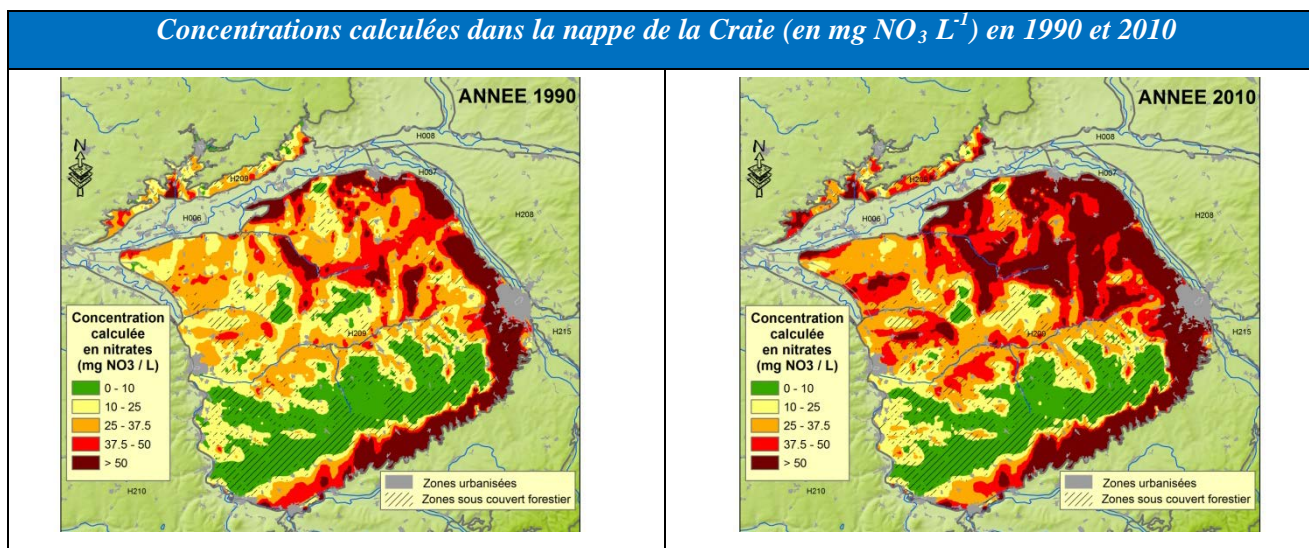 Concentrations calculées dans la nappe de la Craie (en mg NO3 L-1) en 1990 et 2010
ANNEE 1990
N
H008
H007
H209
H006
H208
H209
H215
H210
Concentration
calculée
en nitrates
(mg NO3 / L)
0 - 10
10 - 25
25 - 37.5
37.5 - 50
> 50
Zones urbanisées
Zones sous couvert forestier
ANNEE 2010
N
H008
H007
H006
H208
H215
H210
Concentration
calculée
en nitrates
(mg NO3 / L)
0 - 10
10 - 25
25 - 37.5
37.5 - 50
> 50
Zones urbanisées
Zones sous couvert forestier